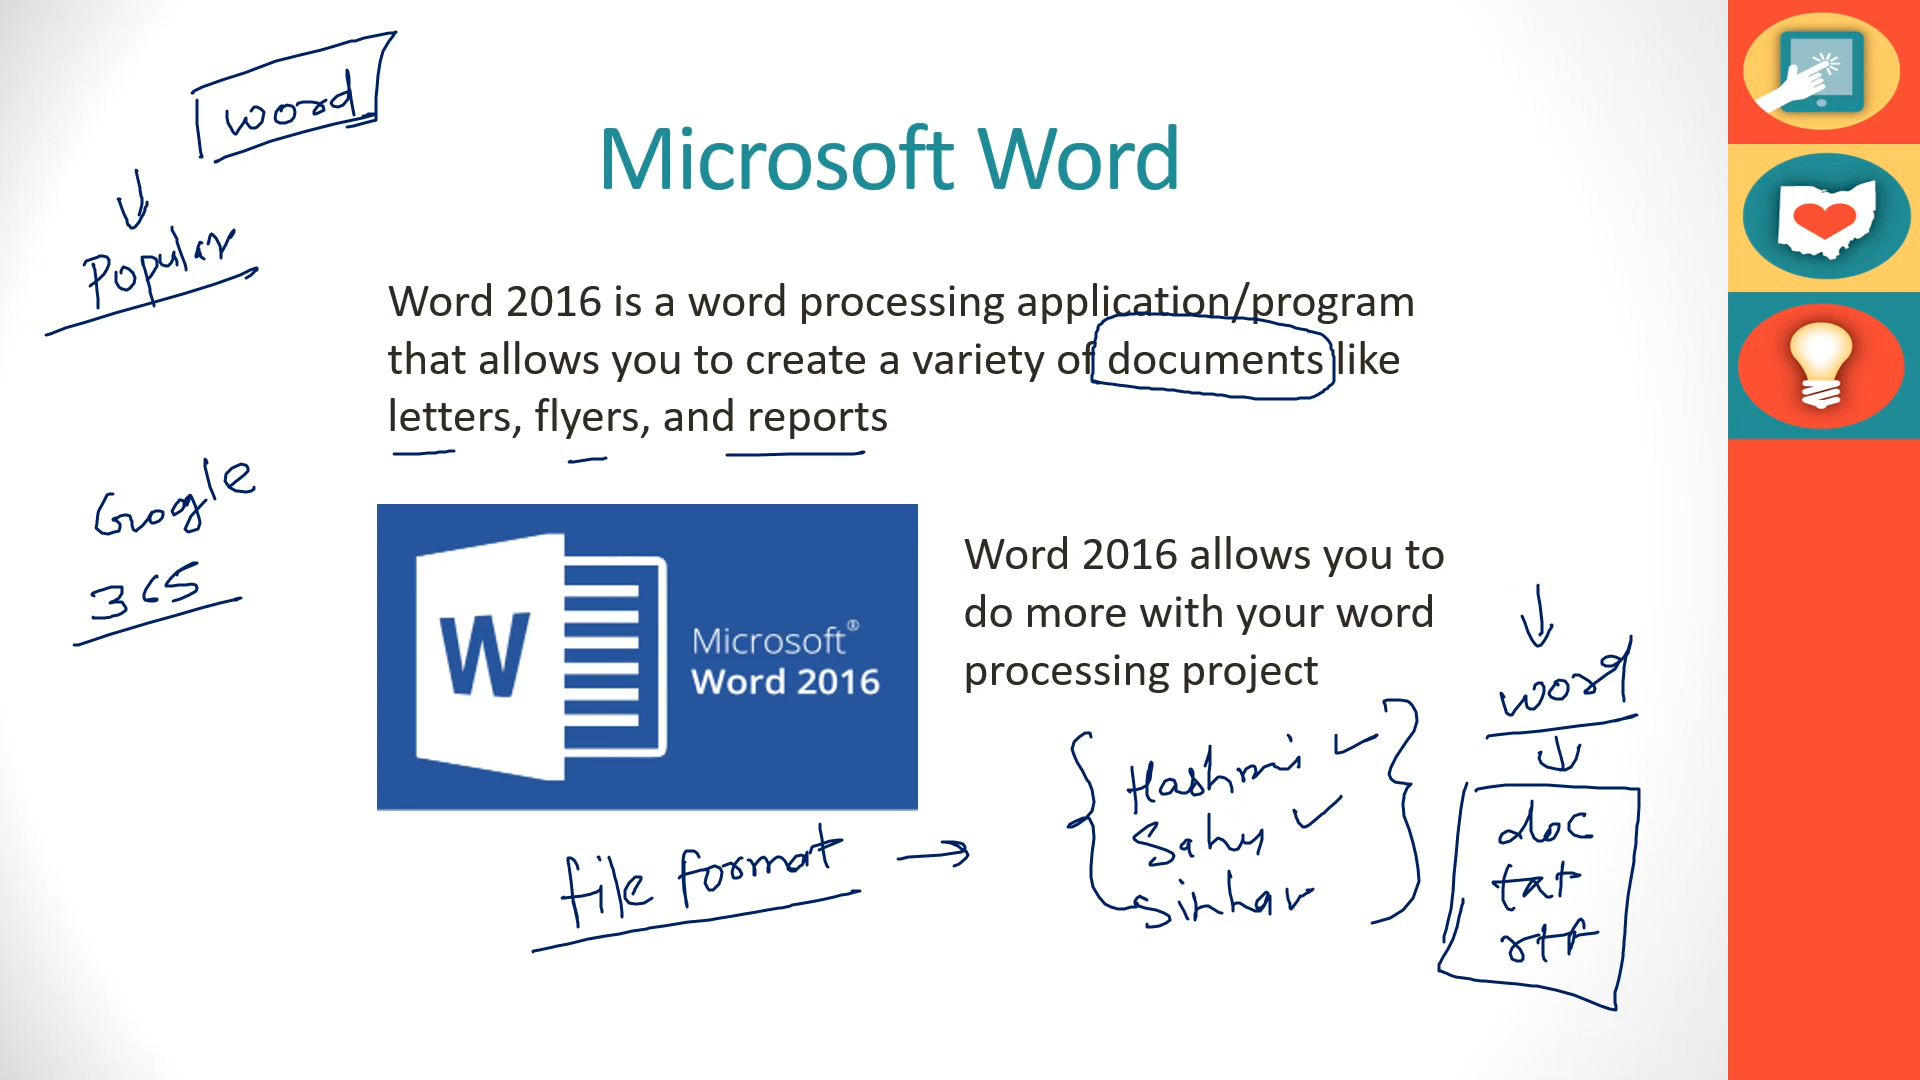 word
Microsoft Word
Popular
Word 2016 is a word processing application/program
that allows you to create a variety of documents like
letters, flyers, and reports
Google
365
W
Microsoft®
Word 2016
Word 2016 allows you to
do more with your word
processing project
word
Hashmi
Sahu
doc
file format
rtf